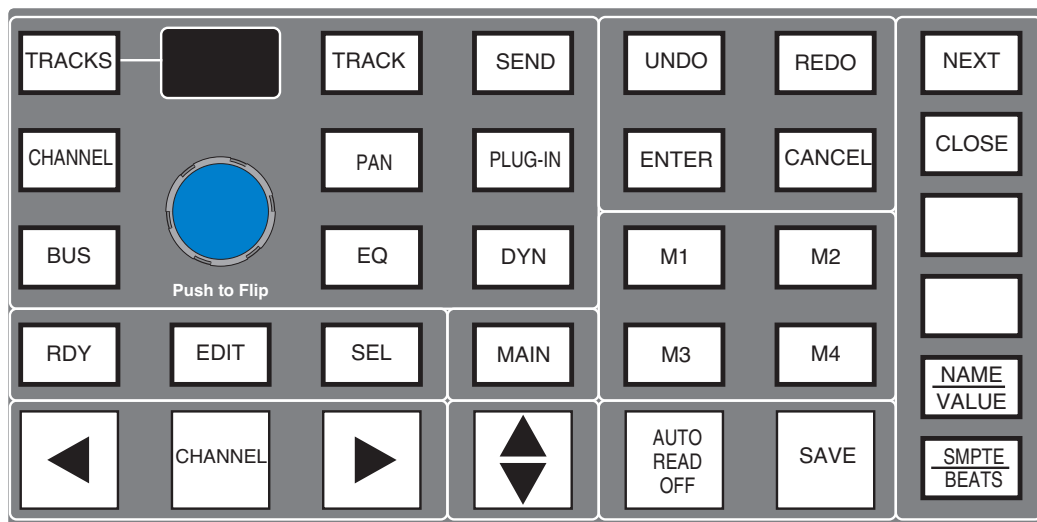 TRACKS
TRACK
SEND
UNDO
REDO
NEXT
CHANNEL
PAN
PLUG-IN
ENTER
CANCEL
CLOSE
BUS
EQ
DYN
M1
M2
Push to Flip
RDY
EDIT
SEL
MAIN
M3
M4
NAME
VALUE
CHANNEL
AUTO
READ
OFF
SAVE
SMPTE
BEATS